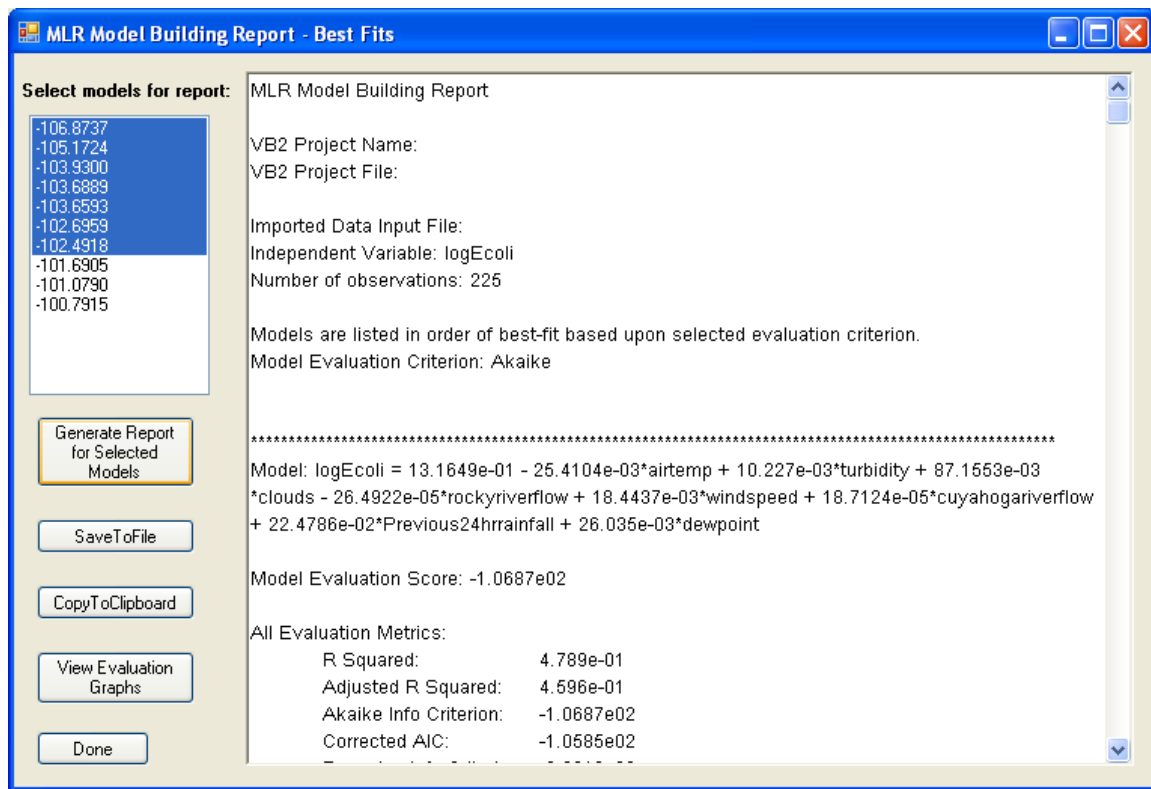 MLR Model Building Report - Best Fits
Select models for report:
-106.8737
-105.1724
-103.9300
-103.6889
-103.6593
-102.6959
-102.4918
-101.6905
-101.0790
-100.7915
Generate Report
for Selected
Models
SaveToFile
CopyToClipboard
View Evaluation
Graphs
Done
MLR Model Building Report
VB2 Project Name:
VB2 Project File:
Imported Data Input File:
Independent Variable: logEcoli
Number of observations: 225
Models are listed in order of best-fit based upon selected evaluation criterion.
Model Evaluation Criterion: Akaike
***********************************************************************************************************
Model: logEcoli = 13.1649e-01 - 25.4104e-03*airtemp + 10.227e-03*turbidity + 87.1553e-03
*clouds - 26.4922e-05*rockyriverflow + 18.4437e-03*windspeed + 18.7124e-05*cuyahogariverflow
+ 22.4786e-02*Previous24hrrainfall + 26.035e-03*dewpoint
Model Evaluation Score: -1.0687e02
All Evaluation Metrics:
R Squared: 4.789e-01
Adjusted R Squared: 4.596e-01
Akaike Info Criterion: -1.0687e02
Corrected AIC: -1.0585e02